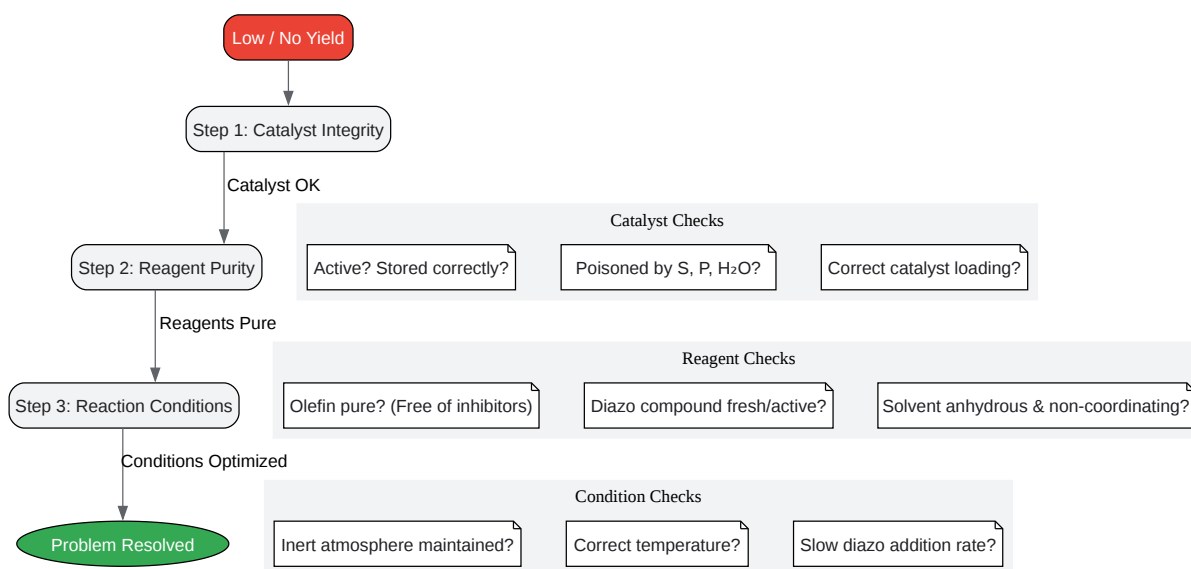 Low / No Yield
Step 1: Catalyst Integrity
Catalyst OK
Catalyst Checks
Step 2: Reagent Purity
Active? Stored correctly?
Poisoned by S, P, H₂O?
Correct catalyst loading?
Reagents Pure
Reagent Checks
Step 3: Reaction Conditions
Olefin pure? (Free of inhibitors)
Diazo compound fresh/active?
Solvent anhydrous & non-coordinating?
Conditions Optimized
Condition Checks
Problem Resolved
Inert atmosphere maintained?
Correct temperature?
Slow diazo addition rate?